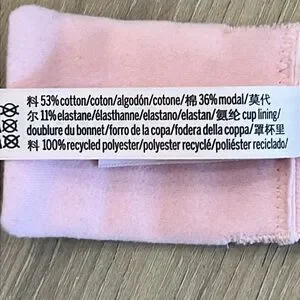 料 53% cotton/coton/algodón/cotone/棉 36% modal/莫代
尔 11% elastane/élasthanne/elastano/elastan/氨纶 cup lining/
doublure du bonnet/forro de la copa/fodera della coppa/罩杯里
料 100% recycled polyester/polyester recyclé/poliéster reciclado/